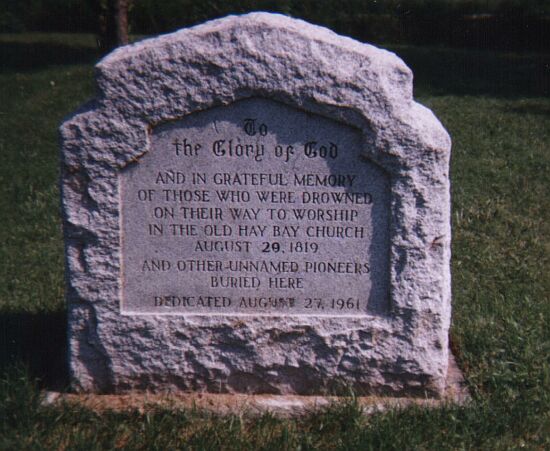 To
the Glory of God
AND IN GRATEFUL MEMORY
OF THOSE WHO WERE DROWNED
ON THEIR WAY TO WORSHIP
IN THE OLD HAY BAY CHURCH
AUGUST 29, 1819
AND OTHER UNNAMED PIONEERS
BURIED HERE
DEDICATED AUGUST 27, 1961